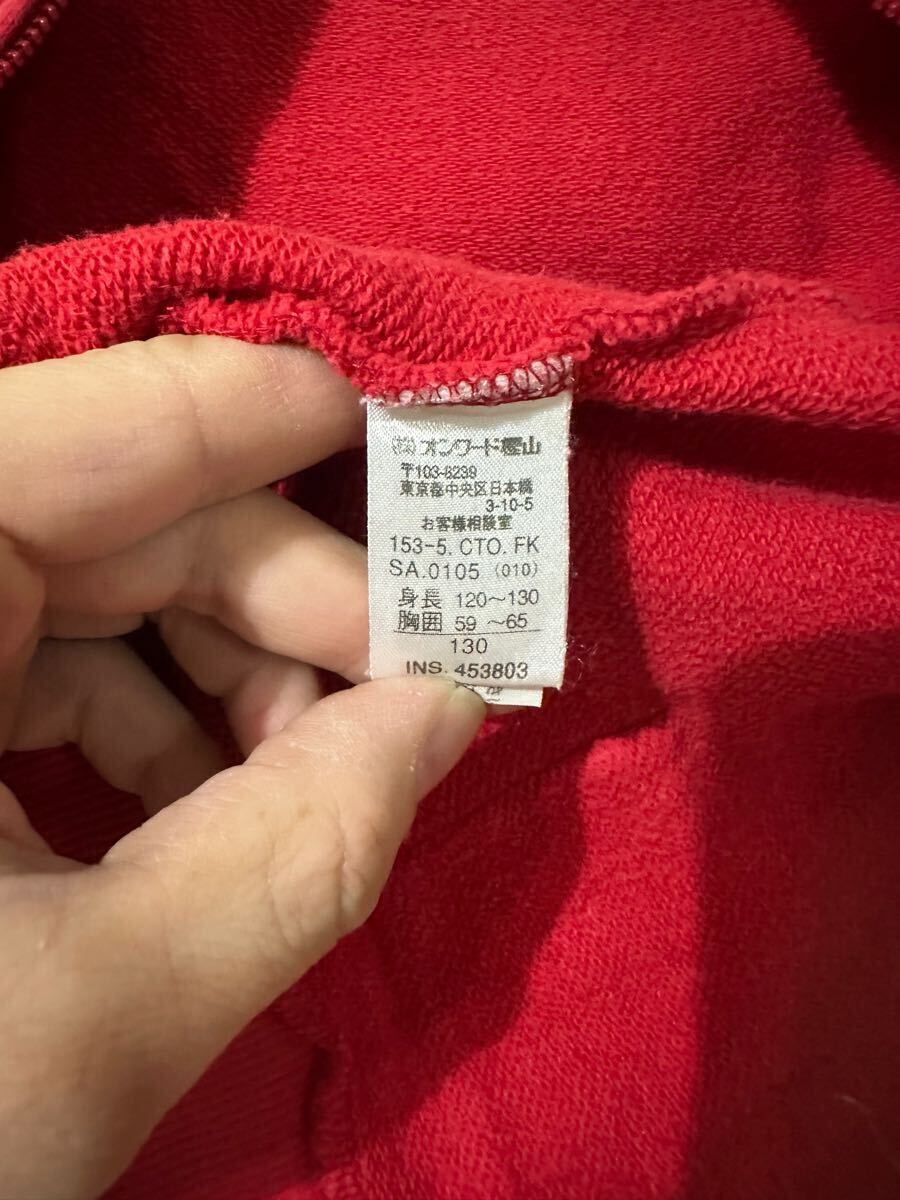 (株)オンワード樫山
〒103-8239
東京都中央区日本橋
3-10-5
お客様相談室
153-5. CTO. FK
SA.0105 (010)
身長 120～130
胸囲 59 ～65
130
INS. 453803